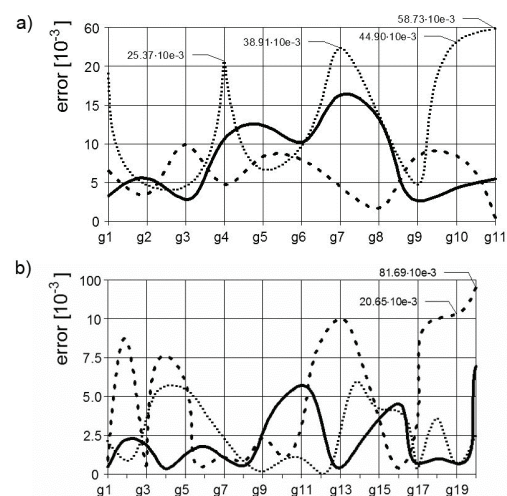 a)
error [10-3]
60
20
15
10
5
0
25.37·10e-3
38.91·10e-3
58.73·10e-3
44.90·10e-3
g1 g2 g3 g4 g5 g6 g7 g8 g9 g10 g11
b)
error [10-3]
100
10
7.5
5.0
2.5
0
81.69·10e-3
20.65·10e-3
g1 g3 g5 g7 g9 g11 g13 g15 g17 g19